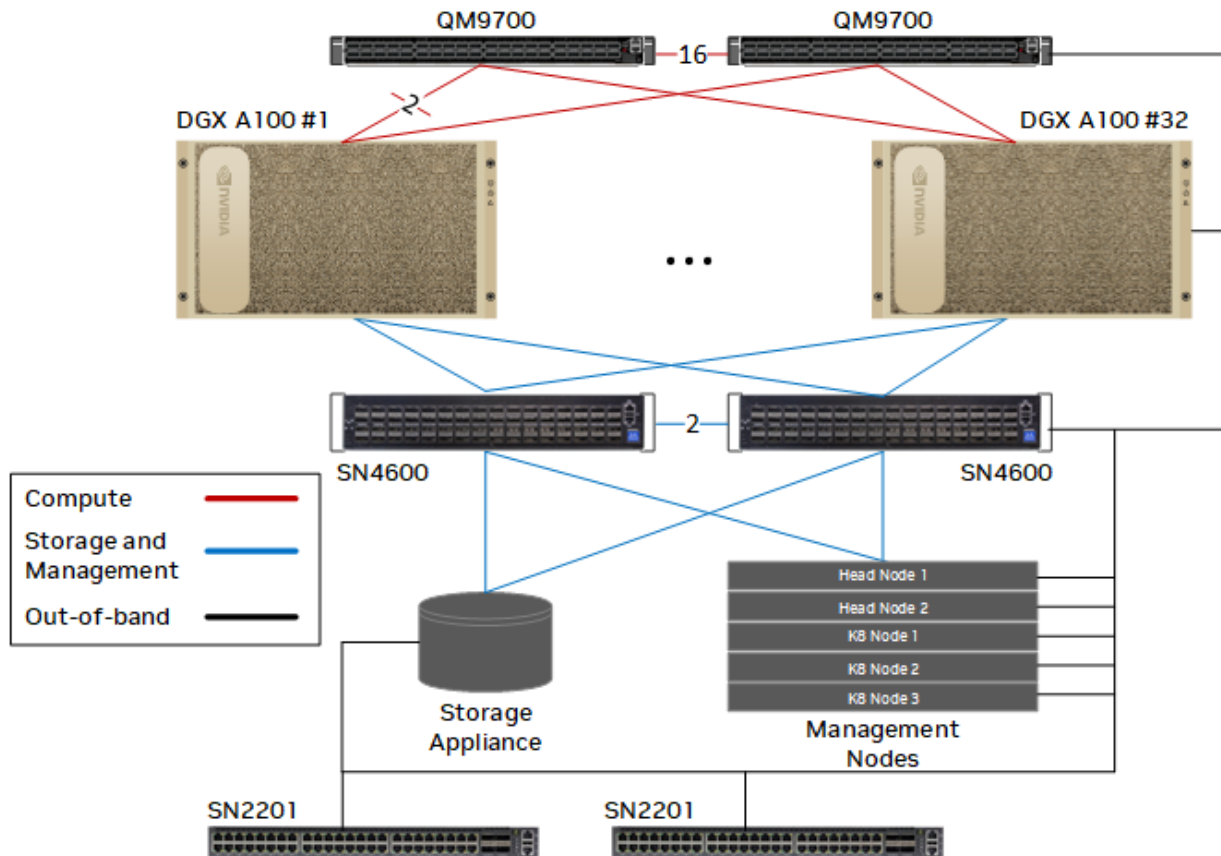 QM9700
QM9700
16
2
DGX A100 #1
DGX A100 #32
nVIDIA
nVIDIA
...
2
SN4600
SN4600
Compute
Storage and
Management
Out-of-band
Head Node 1
Head Node 2
K8 Node 1
K8 Node 2
K8 Node 3
Storage
Appliance
Management
Nodes
SN2201
SN2201